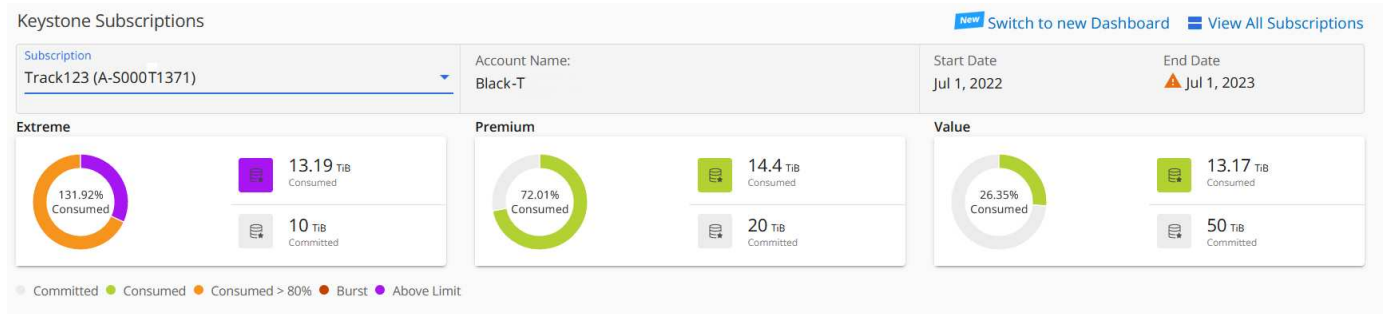 Keystone Subscriptions
New Switch to new Dashboard View All Subscriptions
Subscription
Track123 (A-S000T1371)
Account Name:
Black-T
Start Date
Jul 1, 2022
End Date
Jul 1, 2023
Extreme
131.92%
Consumed
13.19 TiB
Consumed
10 TiB
Committed
Premium
72.01%
Consumed
14.4 TiB
Consumed
20 TiB
Committed
Value
26.35%
Consumed
13.17 TiB
Consumed
50 TiB
Committed
Committed Consumed Consumed > 80% Burst Above Limit